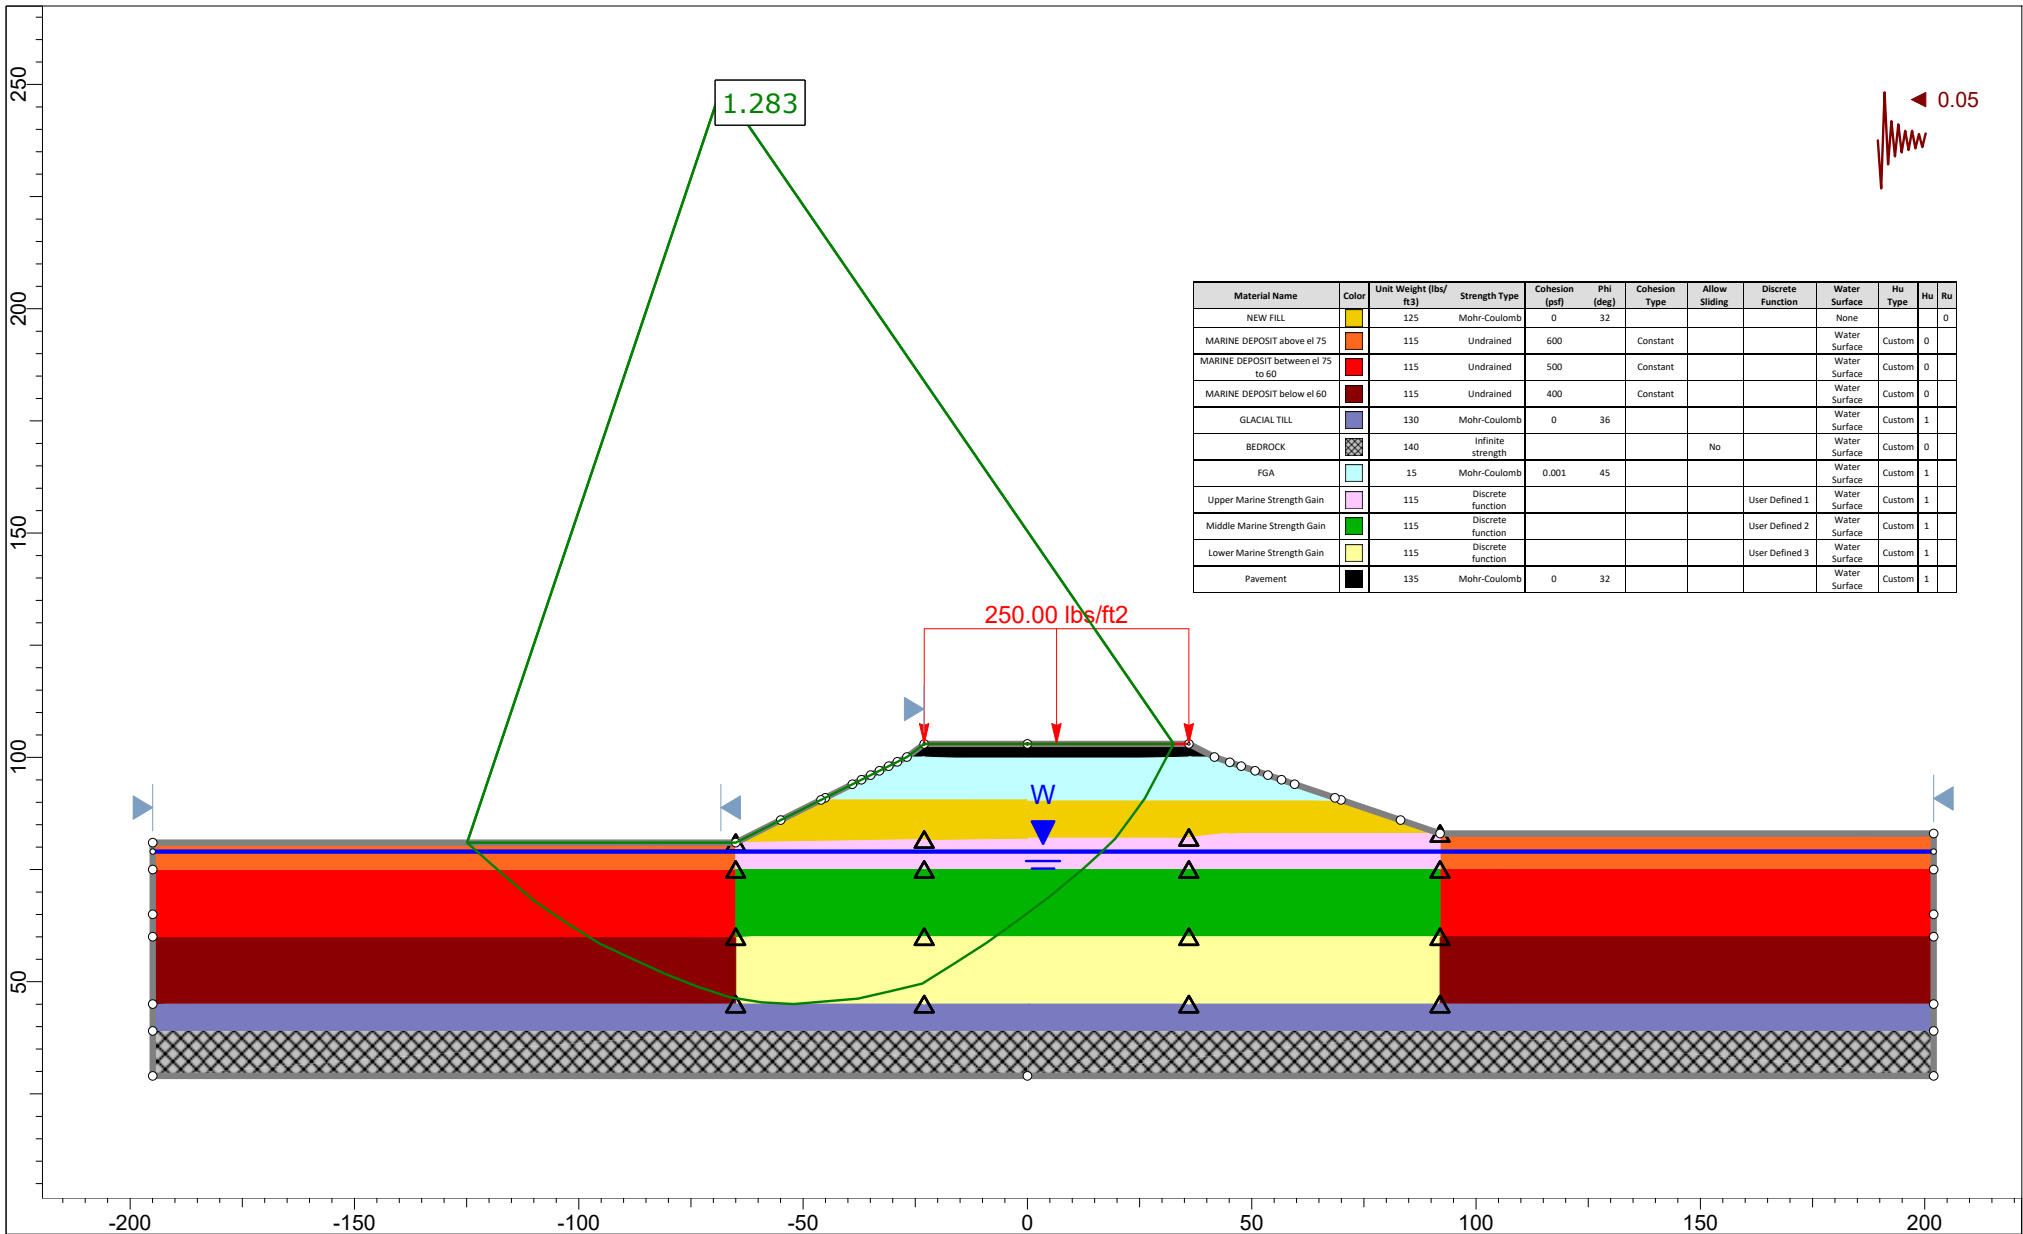 250
200
150
100
50
1.283
0.05
Material Name Color Unit Weight (lbs/ft3) Strength Type Cohesion (psf) Phi (deg) Cohesion Type Allow Sliding Discrete Function Water Surface Hu Type Hu Ru
NEW FILL 125 Mohr-Coulomb 0 32 None 0
MARINE DEPOSIT above el 75 115 Undrained 600 Constant Water Surface Custom 0
MARINE DEPOSIT between el 75 to 60 115 Undrained 500 Constant Water Surface Custom 0
MARINE DEPOSIT below el 60 115 Undrained 400 Constant Water Surface Custom 0
GLACIAL TILL 130 Mohr-Coulomb 0 36 Water Surface Custom 1
BEDROCK 140 Infinite strength No Water Surface Custom 0
FGA 15 Mohr-Coulomb 0.001 45 Water Surface Custom 1
Upper Marine Strength Gain 115 Discrete function User Defined 1 Water Surface Custom 1
Middle Marine Strength Gain 115 Discrete function User Defined 2 Water Surface Custom 1
Lower Marine Strength Gain 115 Discrete function User Defined 3 Water Surface Custom 1
Pavement 135 Mohr-Coulomb 0 32 Water Surface Custom 1
250.00 lbs/ft2
W
-200 -150 -100 -50 0 50 100 150 200